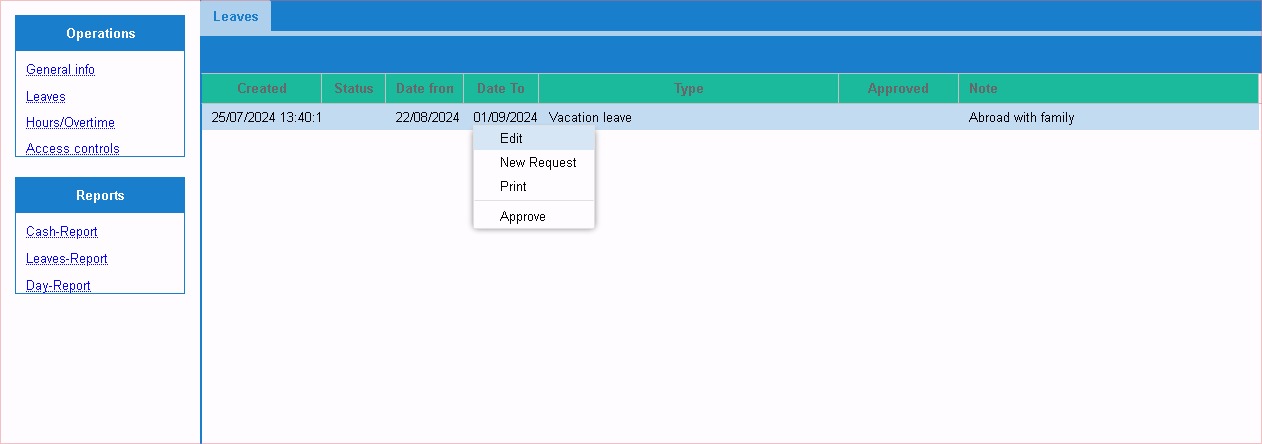 Operations
General info
Leaves
Hours/Overtime
Access controls
Reports
Cash-Report
Leaves-Report
Day-Report
Leaves
Created Status Date fron Date To Type Approved Note
25/07/2024 13:40:1 22/08/2024 01/09/2024 Vacation leave Abroad with family
Edit
New Request
Print
Approve